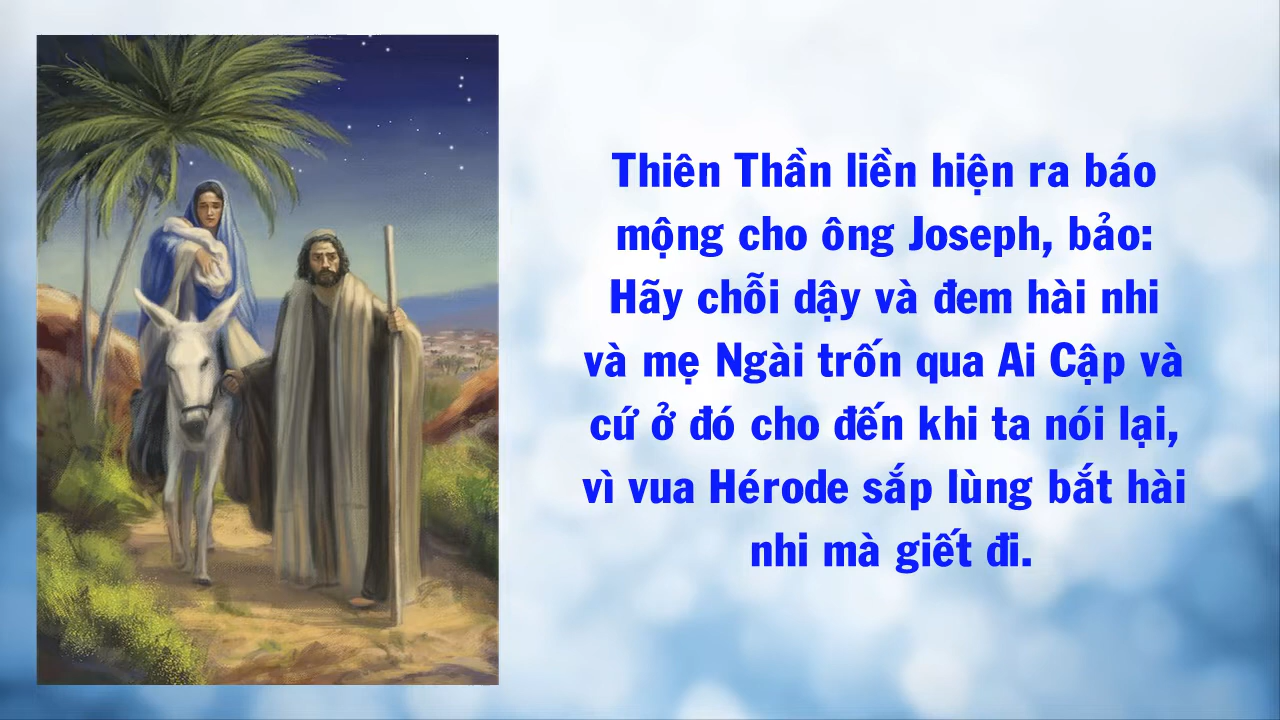 Thiên Thần liền hiện ra báo
mộng cho ông Joseph, bảo:
Hãy chỗi dậy và đem hài nhi
và mẹ Ngài trốn qua Ai Cập và
cứ ở đó cho đến khi ta nói lại,
vì vua Hérode sắp lùng bắt hài
nhi mà giết đi.